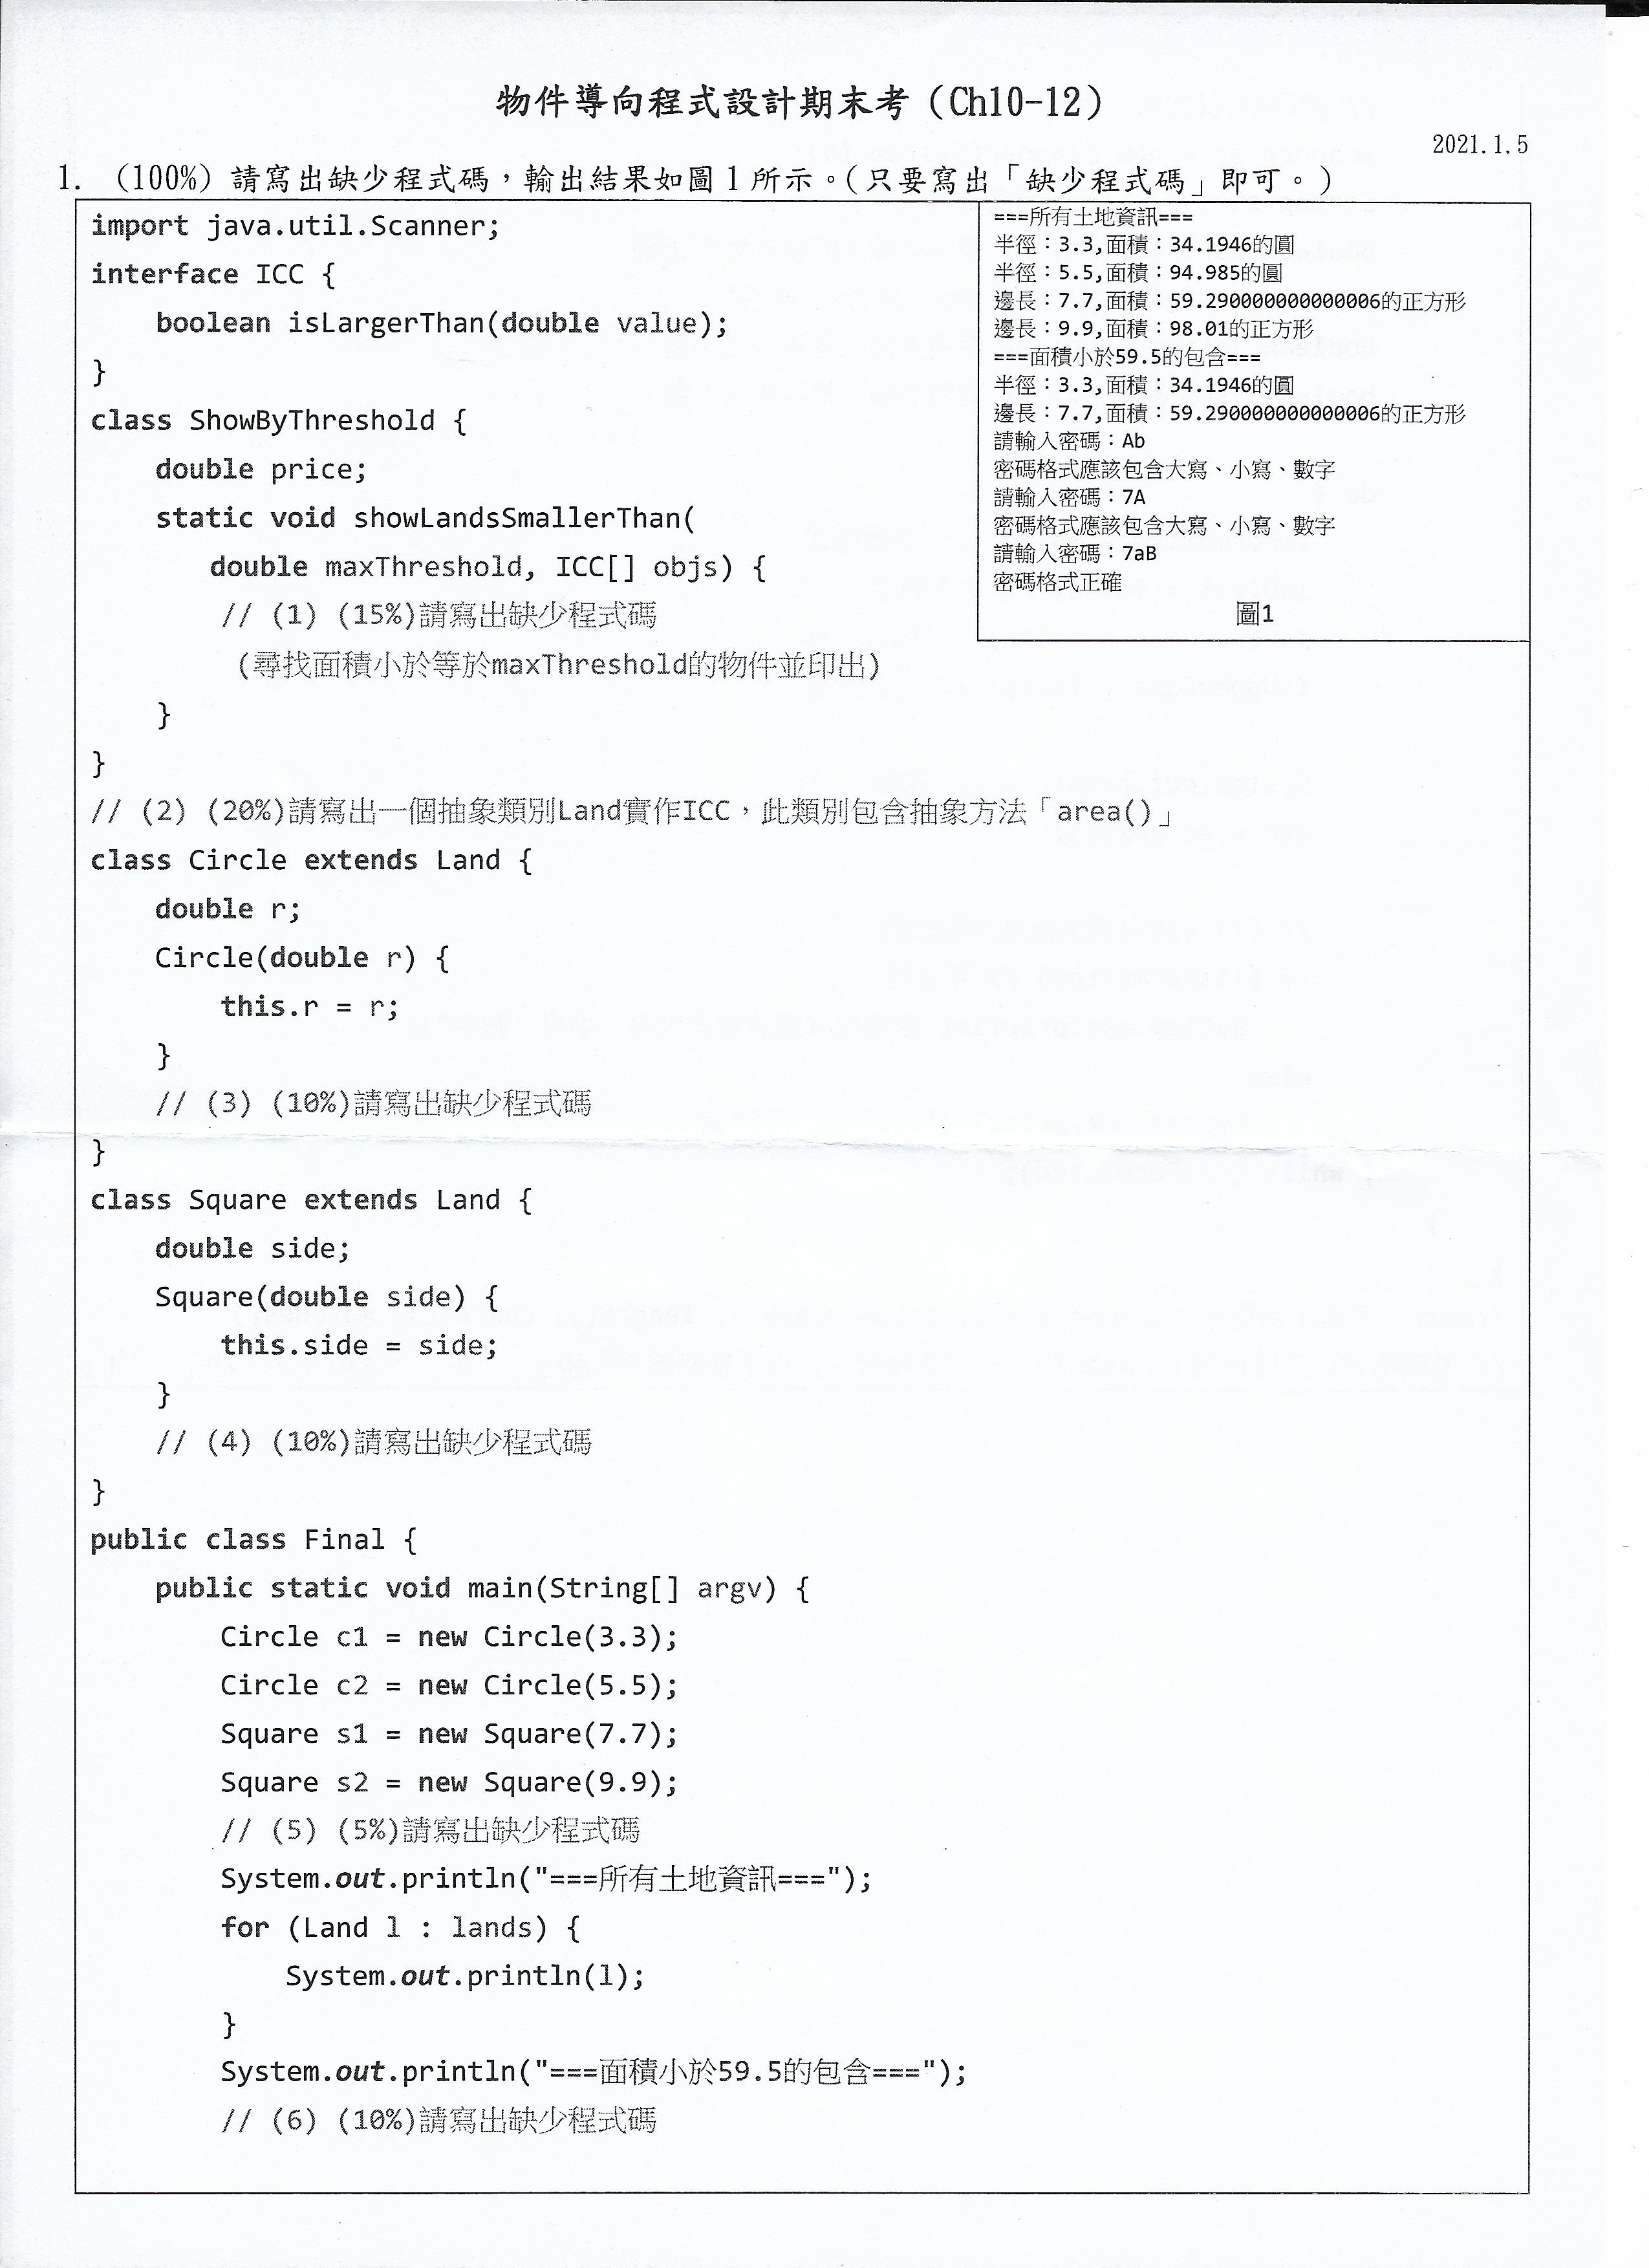 物件導向程式設計期末考（Ch10-12）
2021.1.5
1. （100%）請寫出缺少程式碼，輸出結果如圖1所示。（只要寫出「缺少程式碼」即可。）
import java.util.Scanner;
interface ICC {
boolean isLargerThan(double value);
}
class ShowByThreshold {
double price;
static void showLandsSmallerThan(
double maxThreshold, ICC[] objs) {
// (1) (15%)請寫出缺少程式碼
(尋找面積小於等於maxThreshold的物件並印出)
}
}
===所有土地資訊===
半徑：3.3,面積：34.1946的圓
半徑：5.5,面積：94.985的圓
邊長：7.7,面積：59.290000000000006的正方形
邊長：9.9,面積：98.01的正方形
===面積小於59.5的包含===
半徑：3.3,面積：34.1946的圓
邊長：7.7,面積：59.290000000000006的正方形
請輸入密碼：Ab
密碼格式應該包含大寫、小寫、數字
請輸入密碼：7A
密碼格式應該包含大寫、小寫、數字
請輸入密碼：7aB
密碼格式正確
圖1
// (2) (20%)請寫出一個抽象類別Land實作ICC，此類別包含抽象方法「area()」
class Circle extends Land {
double r;
Circle(double r) {
this.r = r;
}
// (3) (10%)請寫出缺少程式碼
}
class Square extends Land {
double side;
Square(double side) {
this.side = side;
}
// (4) (10%)請寫出缺少程式碼
}
public class Final {
public static void main(String[] argv) {
Circle c1 = new Circle(3.3);
Circle c2 = new Circle(5.5);
Square s1 = new Square(7.7);
Square s2 = new Square(9.9);
// (5) (5%)請寫出缺少程式碼
System.out.println("===所有土地資訊===");
for (Land l : lands) {
System.out.println(l);
}
System.out.println("===面積小於59.5的包含===");
// (6) (10%)請寫出缺少程式碼